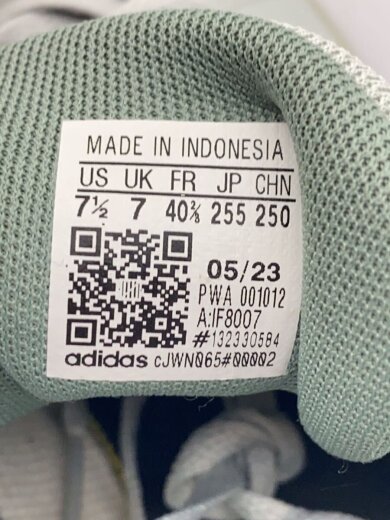 MADE IN INDONESIA
US UK FR JP CHN
7½ 7 40⅔ 255 250
05/23
PWA 001012
A:IF8007
#132330584
adidas cJWN065#00002